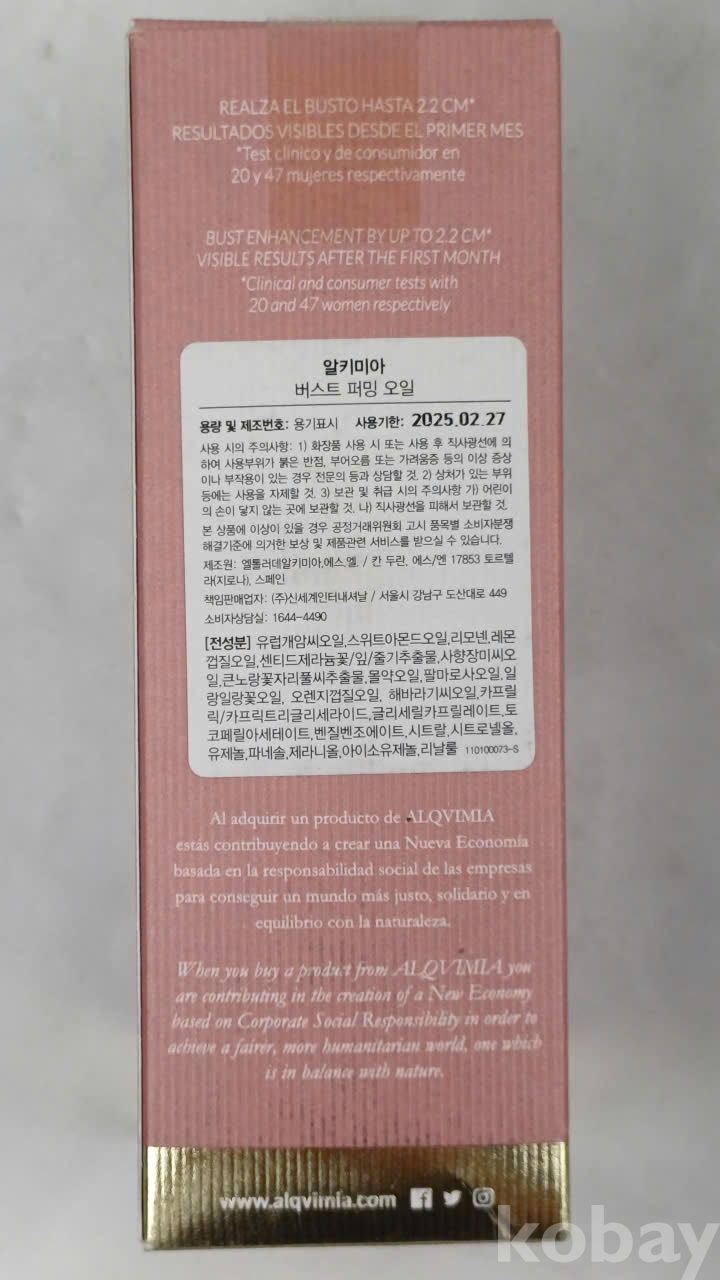 REALZA EL BUSTO HASTA 2.2 CM*
RESULTADOS VISIBLES DESDE EL PRIMER MES
*Test clínico y de consumidor en
20 y 47 mujeres respectivamente
BUST ENHANCEMENT BY UP TO 2.2 CM*
VISIBLE RESULTS AFTER THE FIRST MONTH
*Clinical and consumer tests with
20 and 47 women respectively
알키미아
버스트 퍼밍 오일
용량 및 제조번호: 용기표시 사용기한: 2025.02.27
사용 시의 주의사항: 1) 화장품 사용 시 또는 사용 후 직사광선에 의
하여 사용부위가 붉은 반점, 부어오름 또는 가려움증 등의 이상 증상
이나 부작용이 있는 경우 전문의 등과 상담할 것. 2) 상처가 있는 부위
등에는 사용을 자제할 것. 3) 보관 및 취급 시의 주의사항 가) 어린이
의 손이 닿지 않는 곳에 보관할 것. 나) 직사광선을 피해서 보관할 것.
본 상품에 이상이 있을 경우 공정거래위원회 고시 품목별 소비자분쟁
해결기준에 의거한 보상 및 제품관련 서비스를 받으실 수 있습니다.
제조원: 엘톨러데알키미아.에스.엘. / 칸 두란. 에스/엔 17853 토르텔
라(지로나), 스페인
책임판매업자: (주)신세계인터내셔날 / 서울시 강남구 도산대로 449
소비자상담실: 1644-4490
[전성분] 유럽개암씨오일,스위트아몬드오일,리모넨,레몬
껍질오일,센티드제라늄꽃/잎/줄기추출물,사향장미씨오
일,큰노랑꽃자리풀씨추출물,몰약오일,팔마로사오일,일
랑일랑꽃오일, 오렌지껍질오일, 해바라기씨오일,카프릴
릭/카프릭트리글리세라이드,글리세릴카프릴레이트,토
코페릴아세테이트,벤질벤조에이트,시트랄,시트로넬올,
유제놀,파네솔,제라니올,아이소유제놀,리날룰 110100073-S
Al adquirir un producto de ALQVIMIA
estás contribuyendo a crear una Nueva Economía
basada en la responsabilidad social de las empresas
para conseguir un mundo más justo, solidario y en
equilibrio con la naturaleza.
When you buy a product from ALQVIMIA you
are contributing in the creation of a New Economy
based on Corporate Social Responsibility in order to
achieve a fairer, more humanitarian world, one which
is in balance with nature.
www.alqvimia.com
kobay